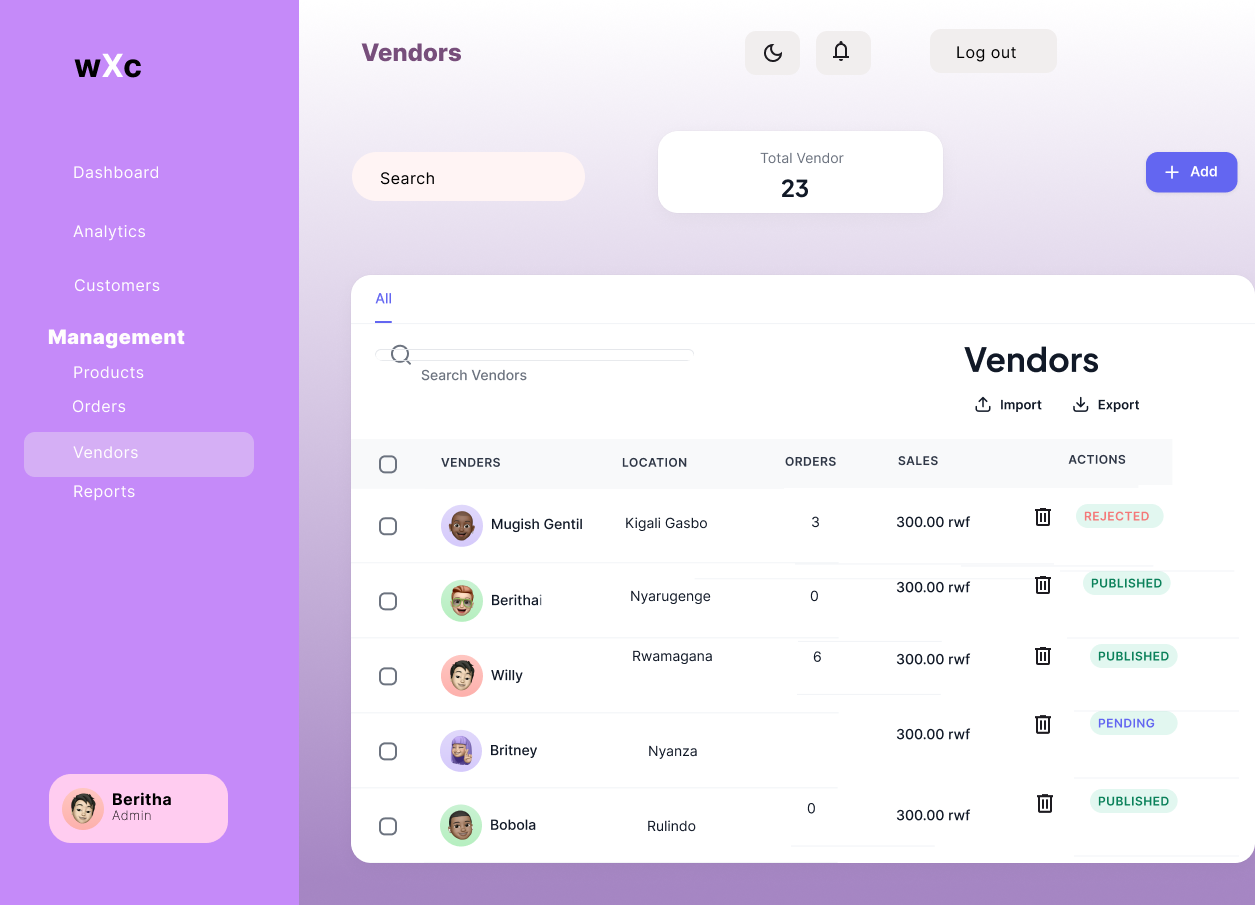 wXc
Vendors
Log out
Dashboard
Analytics
Customers
Management
Products
Orders
Vendors
Reports
Beritha
Admin
Search
Total Vendor
23
Add
All
Search Vendors
Vendors
Import Export
VENDERS LOCATION ORDERS SALES ACTIONS
Mugish Gentil Kigali Gasbo 3 300.00 rwf REJECTED
Berithai Nyarugenge 0 300.00 rwf PUBLISHED
Willy Rwamagana 6 300.00 rwf PUBLISHED
Britney Nyanza 300.00 rwf PENDING
Bobola Rulindo 0 300.00 rwf PUBLISHED